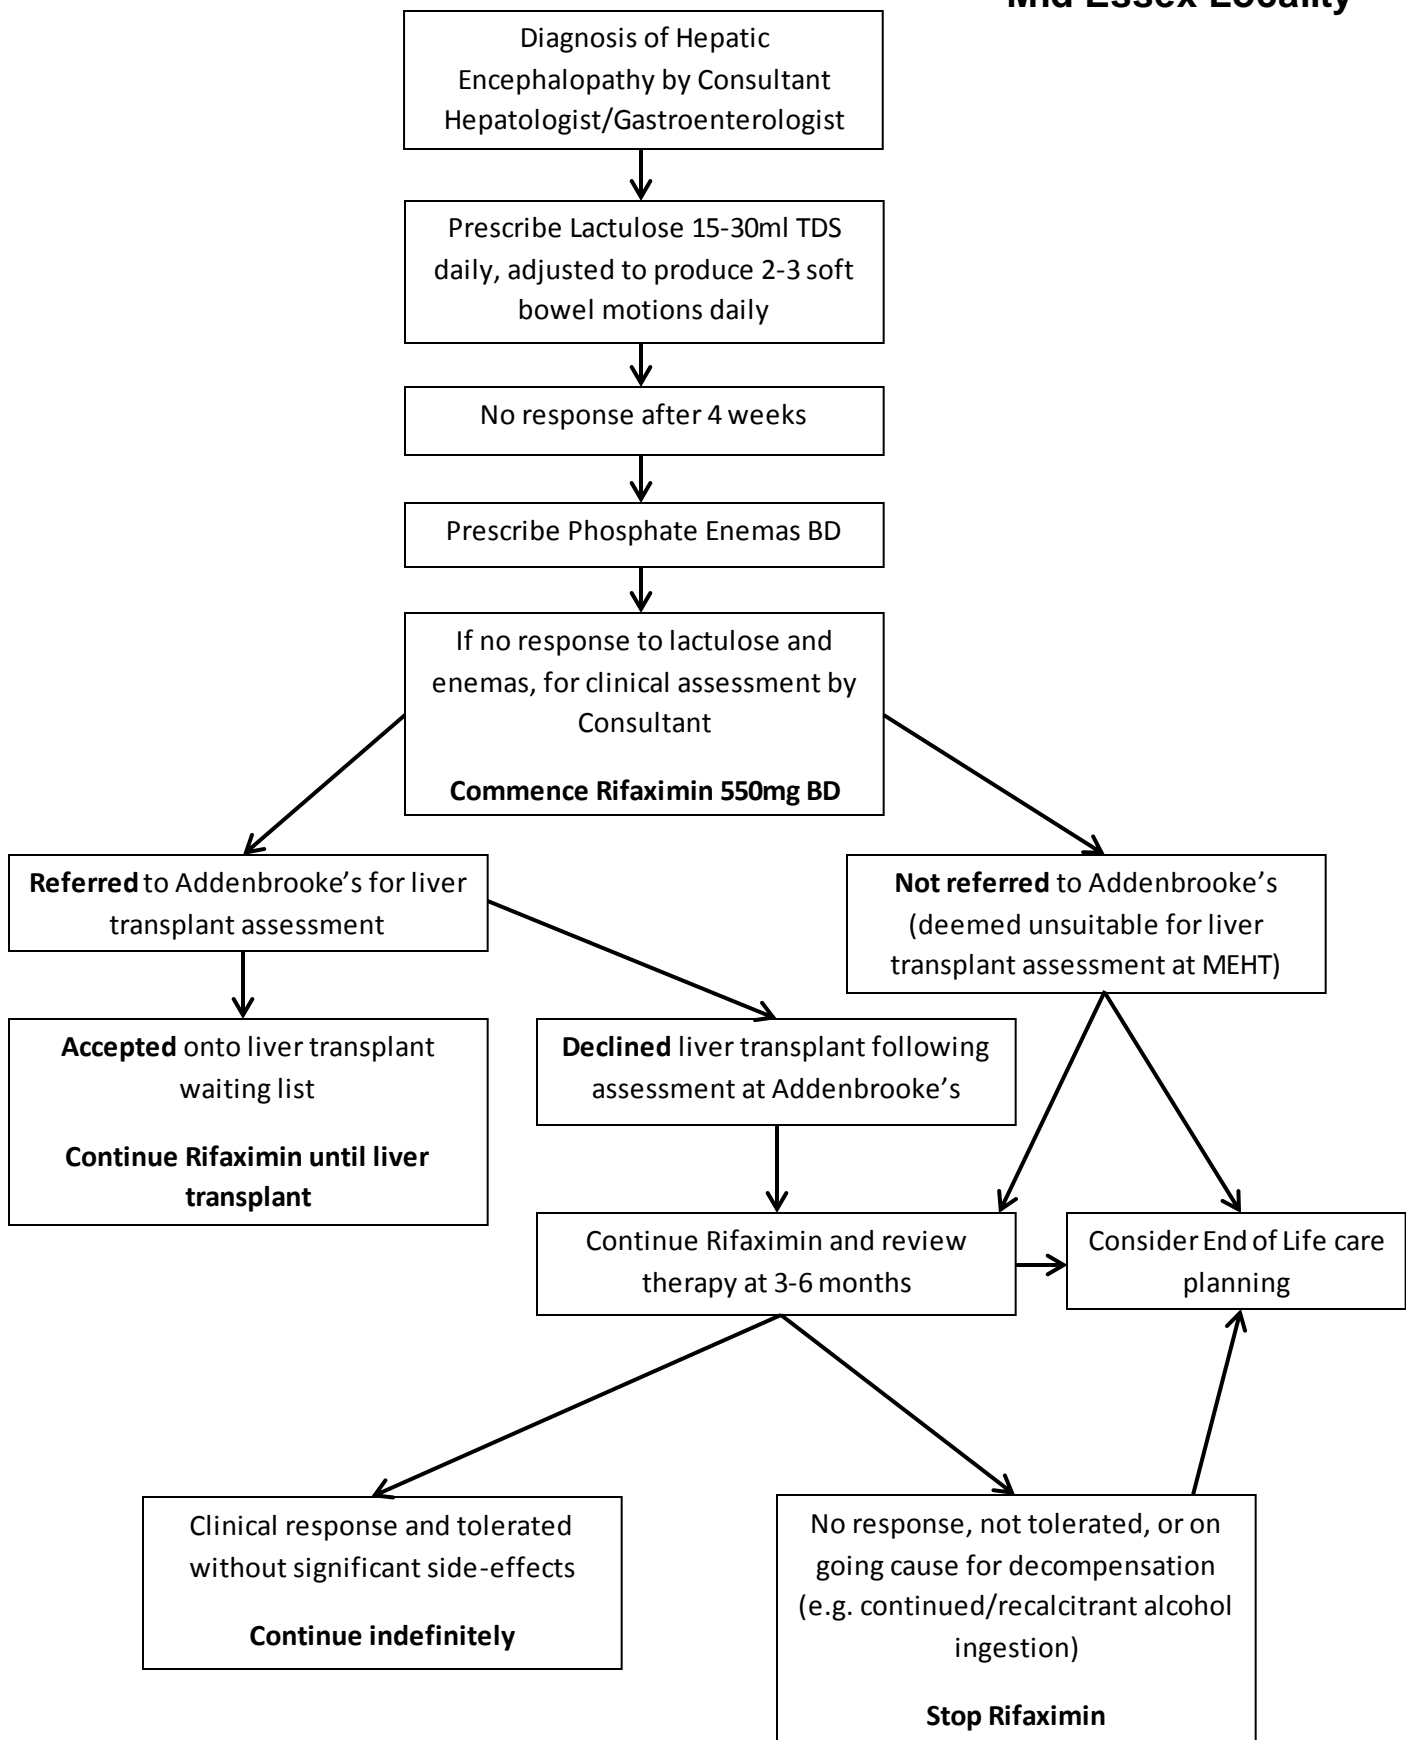 Mid Essex Locality
Diagnosis of Hepatic
Encephalopathy by Consultant
Hepatologist/Gastroenterologist
Prescribe Lactulose 15-30ml TDS
daily, adjusted to produce 2-3 soft
bowel motions daily
No response after 4 weeks
Prescribe Phosphate Enemas BD
If no response to lactulose and
enemas, for clinical assessment by
Consultant
Commence Rifaximin 550mg BD
Referred to Addenbrooke’s for liver
transplant assessment
Not referred to Addenbrooke’s
(deemed unsuitable for liver
transplant assessment at MEHT)
Accepted onto liver transplant
waiting list
Continue Rifaximin until liver
transplant
Declined liver transplant following
assessment at Addenbrooke’s
Continue Rifaximin and review
therapy at 3-6 months
Consider End of Life care
planning
Clinical response and tolerated
without significant side-effects
Continue indefinitely
No response, not tolerated, or on
going cause for decompensation
(e.g. continued/recalcitrant alcohol
ingestion)
Stop Rifaximin